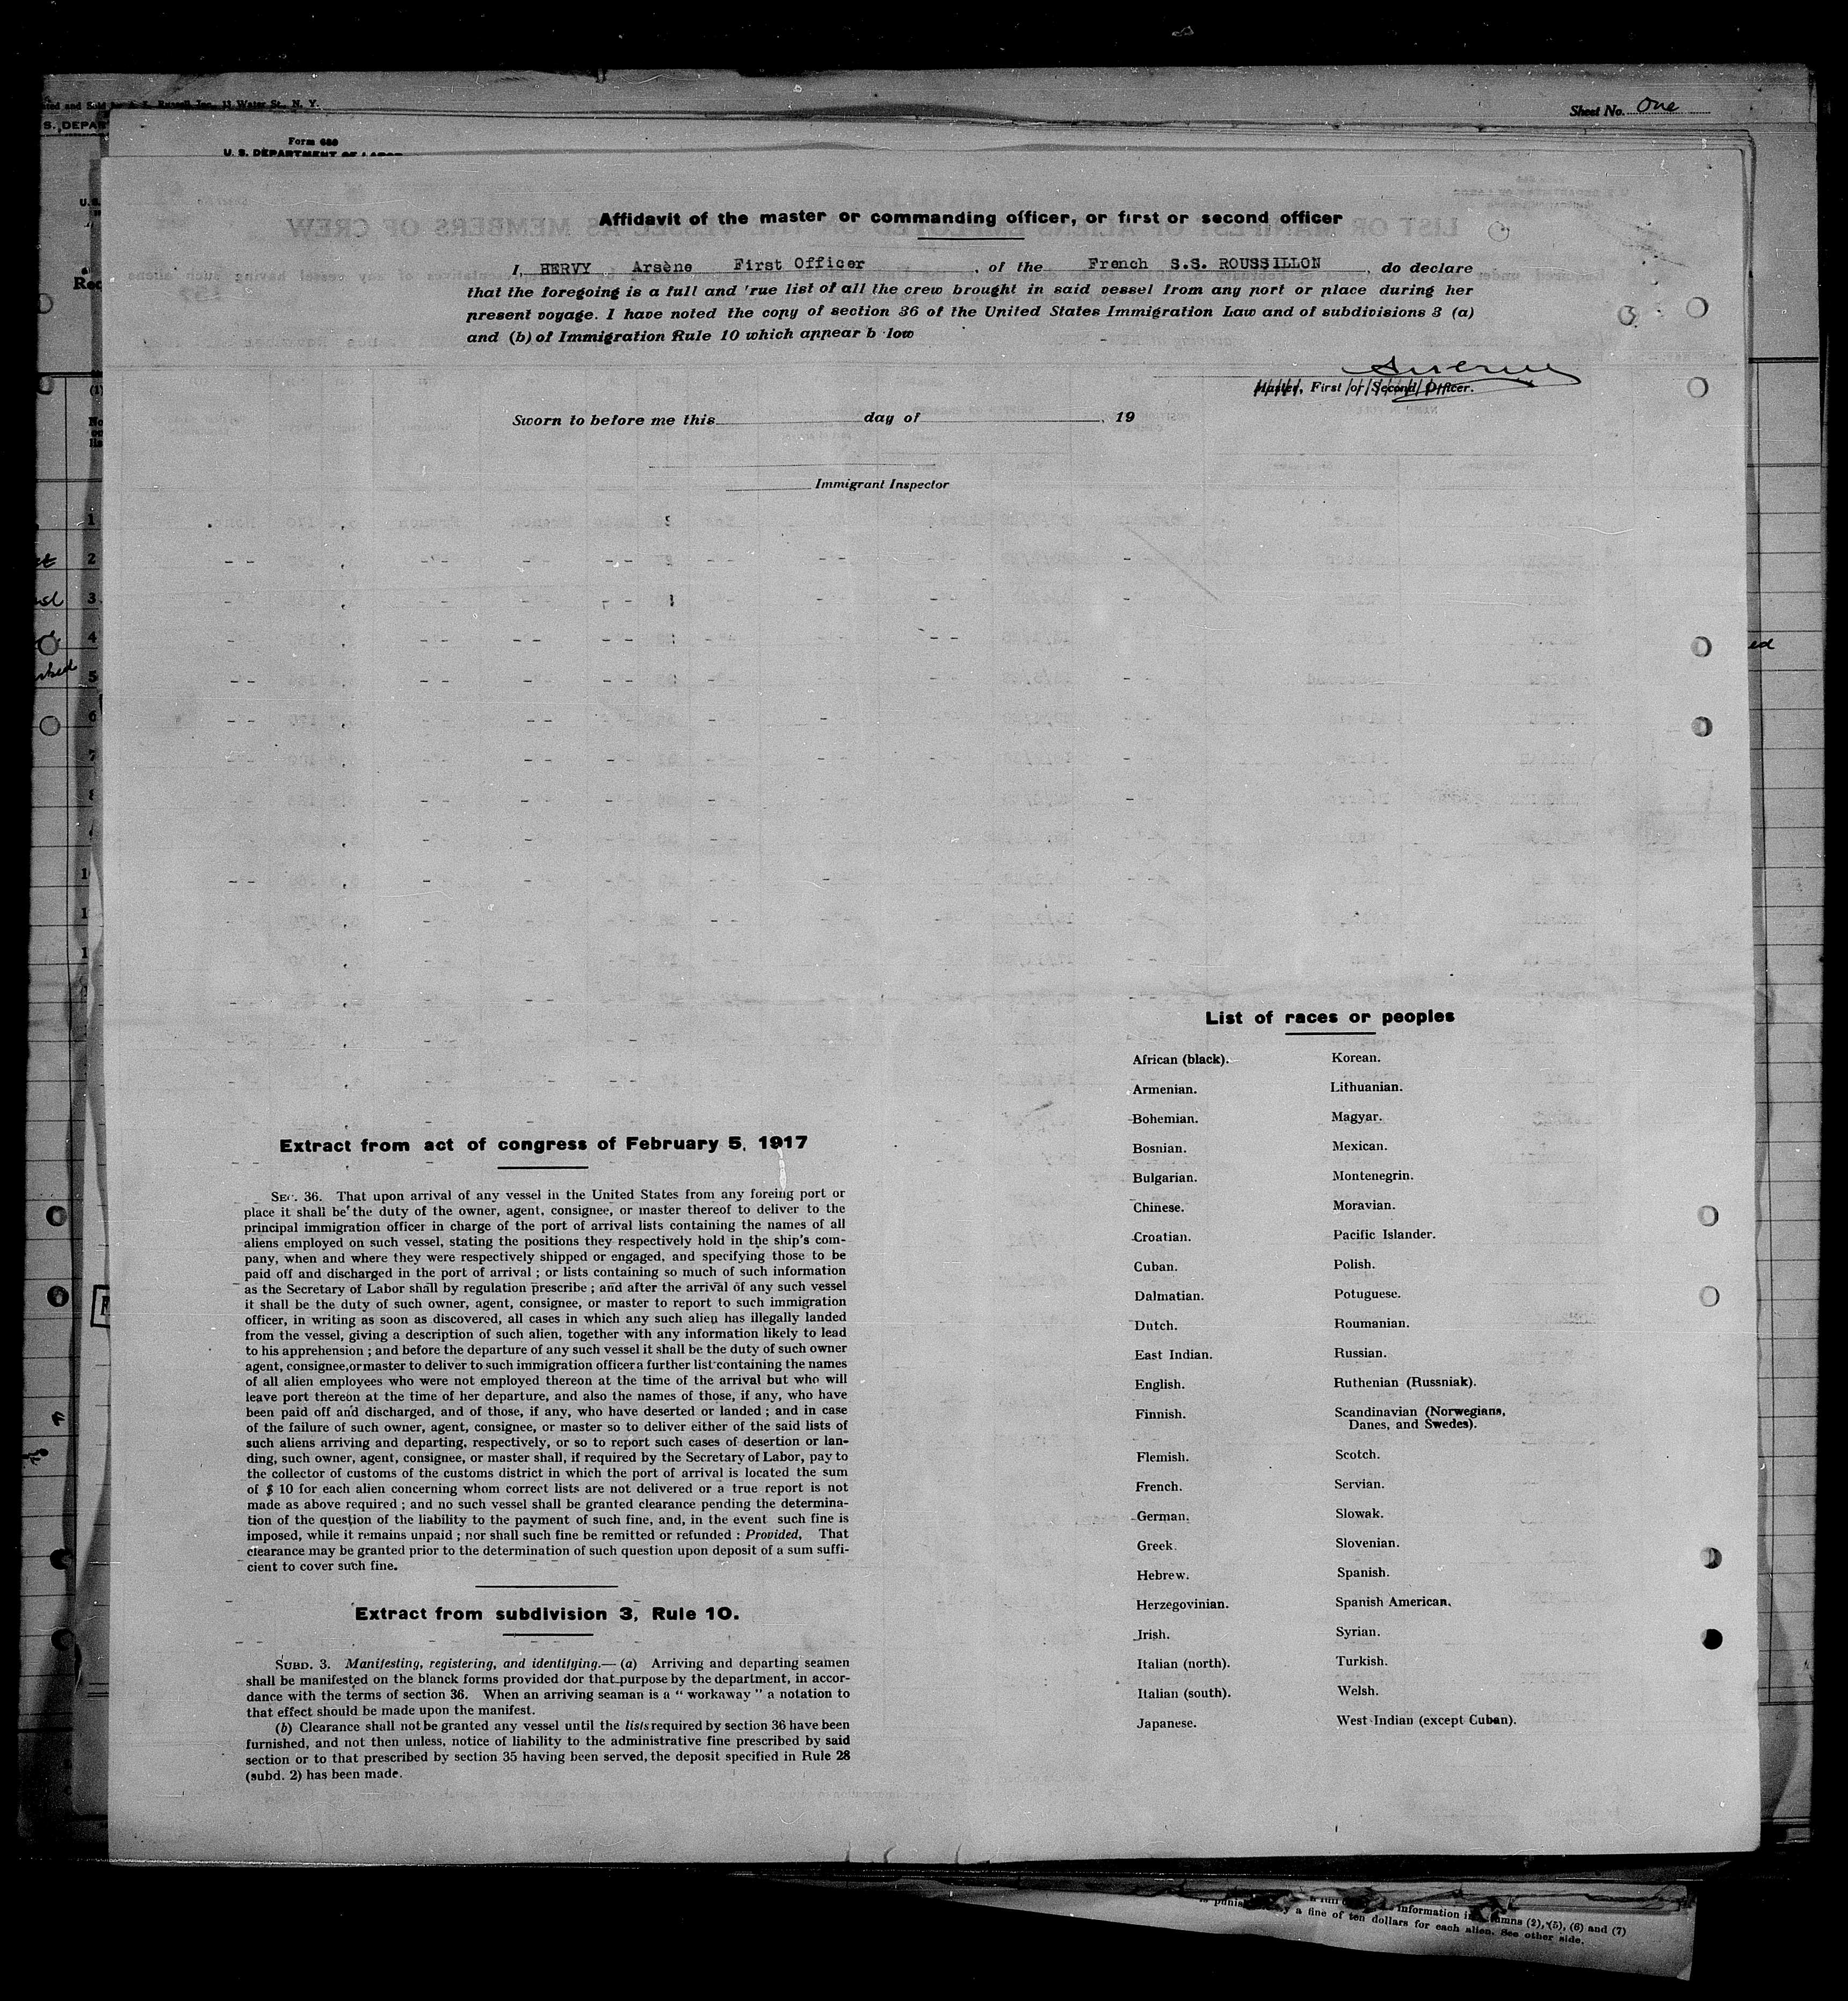 Sheet No. One
Form 680
U. S. DEPARTMENT OF LABOR
Affidavit of the master or commanding officer, or first or second officer
I, HERVY Arsène First Officer , of the French S.S. ROUSSILLON , do declare
that the foregoing is a full and 'rue list of all the crew brought in said vessel from any port or place during her
present voyage. I have noted the copy of section 36 of the United States Immigration Law and of subdivisions 3 (a)
and (b) of Immigration Rule 10 which appear b low
Master, First or Second Officer.
Sworn to before me this day of , 19
Immigrant Inspector
Extract from act of congress of February 5, 1917
SEC. 36. That upon arrival of any vessel in the United States from any foreing port or
place it shall be the duty of the owner, agent, consignee, or master thereof to deliver to the
principal immigration officer in charge of the port of arrival lists containing the names of all
aliens employed on such vessel, stating the positions they respectively hold in the ship's com-
pany, when and where they were respectively shipped or engaged, and specifying those to be
paid off and discharged in the port of arrival ; or lists containing so much of such information
as the Secretary of Labor shall by regulation prescribe ; and after the arrival of any such vessel
it shall be the duty of such owner, agent, consignee, or master to report to such immigration
officer, in writing as soon as discovered, all cases in which any such alien has illegally landed
from the vessel, giving a description of such alien, together with any information likely to lead
to his apprehension ; and before the departure of any such vessel it shall be the duty of such owner
agent, consignee, or master to deliver to such immigration officer a further list containing the names
of all alien employees who were not employed thereon at the time of the arrival but who will
leave port thereon at the time of her departure, and also the names of those, if any, who have
been paid off and discharged, and of those, if any, who have deserted or landed ; and in case
of the failure of such owner, agent, consignee, or master so to deliver either of the said lists of
such aliens arriving and departing, respectively, or so to report such cases of desertion or lan-
ding, such owner, agent, consignee, or master shall, if required by the Secretary of Labor, pay to
the collector of customs of the customs district in which the port of arrival is located the sum
of $ 10 for each alien concerning whom correct lists are not delivered or a true report is not
made as above required ; and no such vessel shall be granted clearance pending the determina-
tion of the question of the liability to the payment of such fine, and, in the event such fine is
imposed, while it remains unpaid ; nor shall such fine be remitted or refunded : Provided, That
clearance may be granted prior to the determination of such question upon deposit of a sum suffi-
cient to cover such fine.
Extract from subdivision 3, Rule 10.
SUBD. 3. Manifesting, registering, and identifying.— (a) Arriving and departing seamen
shall be manifested on the blanck forms provided dor that purpose by the department, in accor-
dance with the terms of section 36. When an arriving seaman is a " workaway " a notation to
that effect should be made upon the manifest.
(b) Clearance shall not be granted any vessel until the lists required by section 36 have been
furnished, and not then unless, notice of liability to the administrative fine prescribed by said
section or to that prescribed by section 35 having been served, the deposit specified in Rule 28
(subd. 2) has been made.
List of races or peoples
African (black).
Armenian.
Bohemian.
Bosnian.
Bulgarian.
Chinese.
Croatian.
Cuban.
Dalmatian.
Dutch.
East Indian.
English.
Finnish.
Flemish.
French.
German.
Greek.
Hebrew.
Herzegovinian.
Irish.
Italian (north).
Italian (south).
Japanese.
Korean.
Lithuanian.
Magyar.
Mexican.
Montenegrin.
Moravian.
Pacific Islander.
Polish.
Potuguese.
Roumanian.
Russian.
Ruthenian (Russniak).
Scandinavian (Norwegians,
Danes, and Swedes).
Scotch.
Servian.
Slowak.
Slovenian.
Spanish.
Spanish American.
Syrian.
Turkish.
Welsh.
West Indian (except Cuban).
information in columns (2), (5), (6) and (7)
a fine of ten dollars for each alien. See other side.